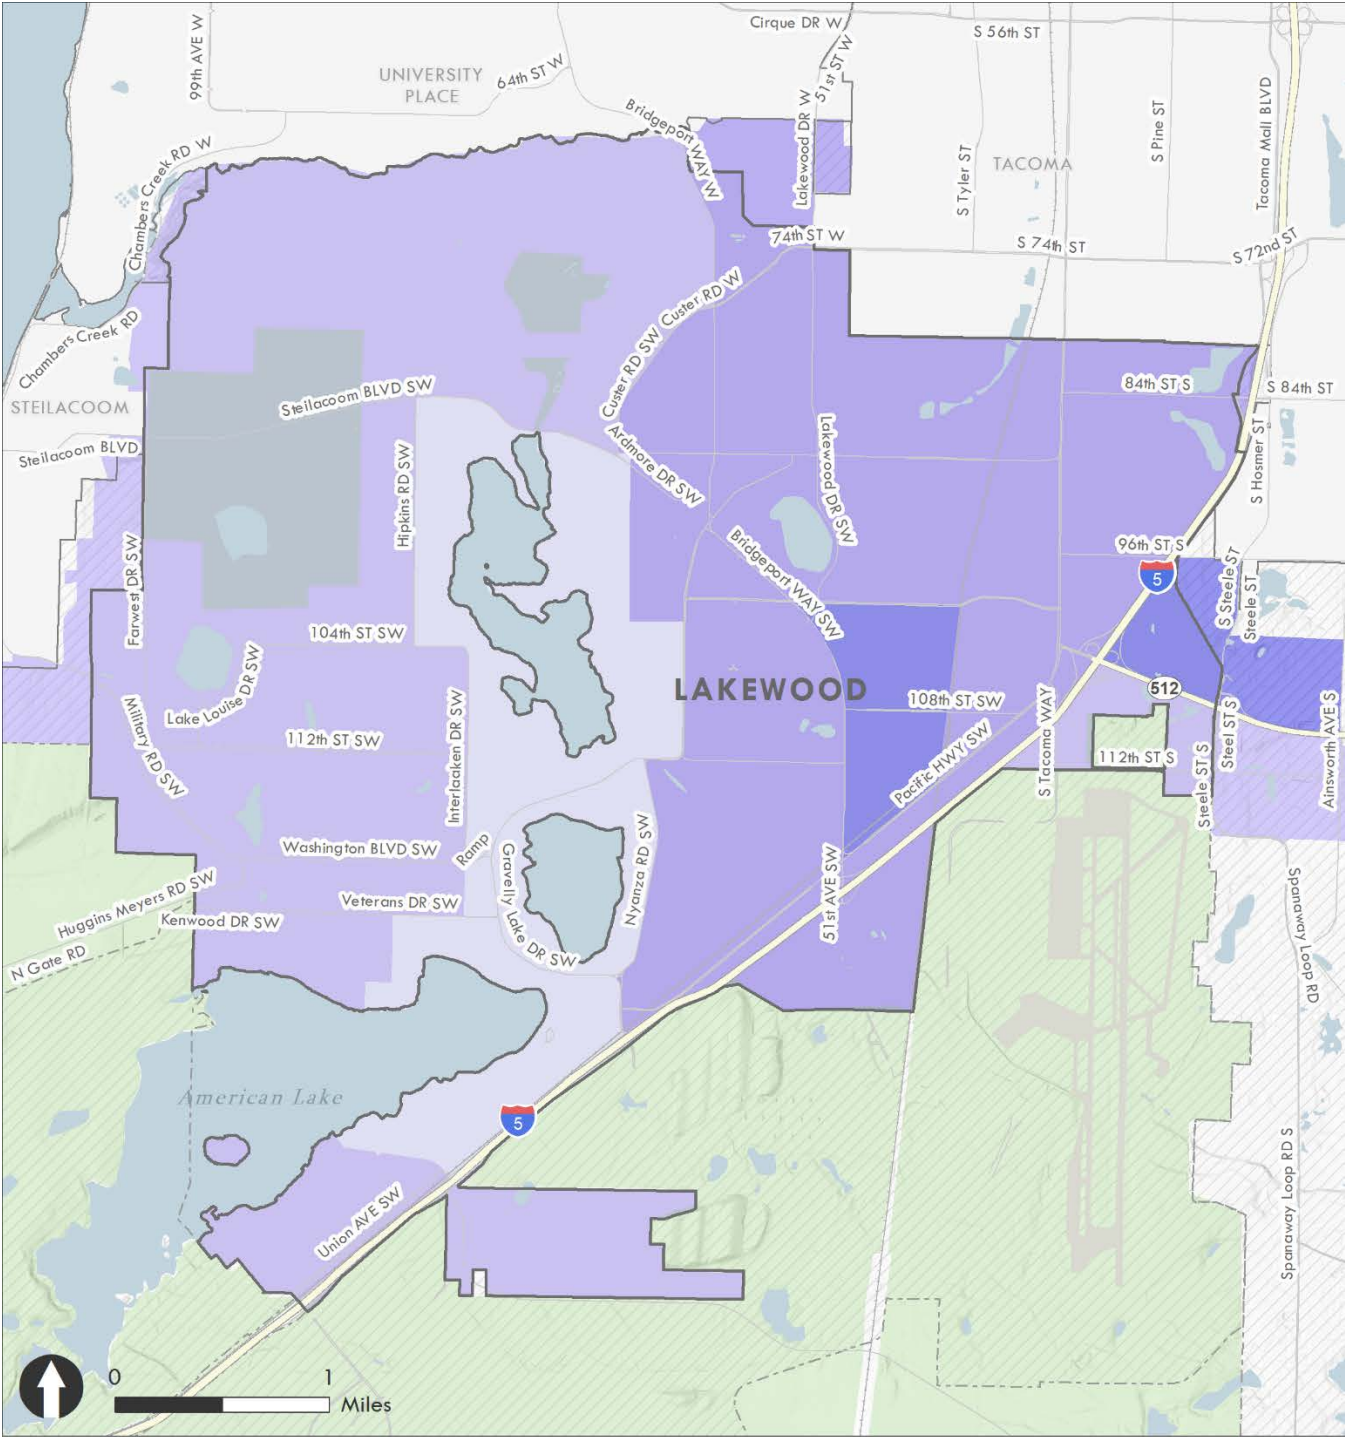 Cirque DR W
S 56th ST
99th AVE W
UNIVERSITY
PLACE
64th ST W
51st ST W
Bridgeport WAY W
Lakewood DR W
S Tyler ST
TACOMA
S Pine ST
Tacoma Mall BLVD
Chambers Creek RD W
74th ST W
S 74th ST
S 72nd ST
Chambers Creek RD
Custer RD W
Custer RD SW
STEILACOOM
Steilacoom BLVD SW
84th ST S
S 84th ST
Steilacoom BLVD
Hipkins RD SW
Ardmore DR SW
Lakewood DR SW
S Hosmer ST
Farwest DR SW
Bridgeport WAY SW
96th ST S
5
S Steele ST
Steele ST
104th ST SW
Lake Louise DR SW
LAKEWOOD
512
108th ST SW
Military RD SW
112th ST SW
Interlaaken DR SW
Pacific HWY SW
S Tacoma WAY
112th ST S
Steele ST S
Steel ST S
Ainsworth AVE S
Washington BLVD SW
Ramp
Gravelly Lake DR SW
Nyanza RD SW
51st AVE SW
Huggins Meyers RD SW
Veterans DR SW
Kenwood DR SW
N Gate RD
Spanaway Loop RD
American Lake
5
Union AVE SW
Spanaway Loop RD S
0 1
Miles